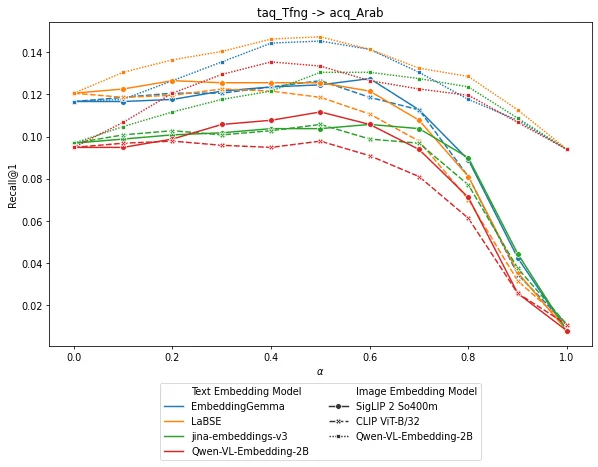 taq_Tfng -> acq_Arab
Recall@1
0.14
0.12
0.10
0.08
0.06
0.04
0.02
0.0
0.2
0.4
0.6
0.8
1.0
α
Text Embedding Model
EmbeddingGemma
LaBSE
jina-embeddings-v3
Qwen-VL-Embedding-2B
Image Embedding Model
SigLIP 2 So400m
CLIP ViT-B/32
Qwen-VL-Embedding-2B